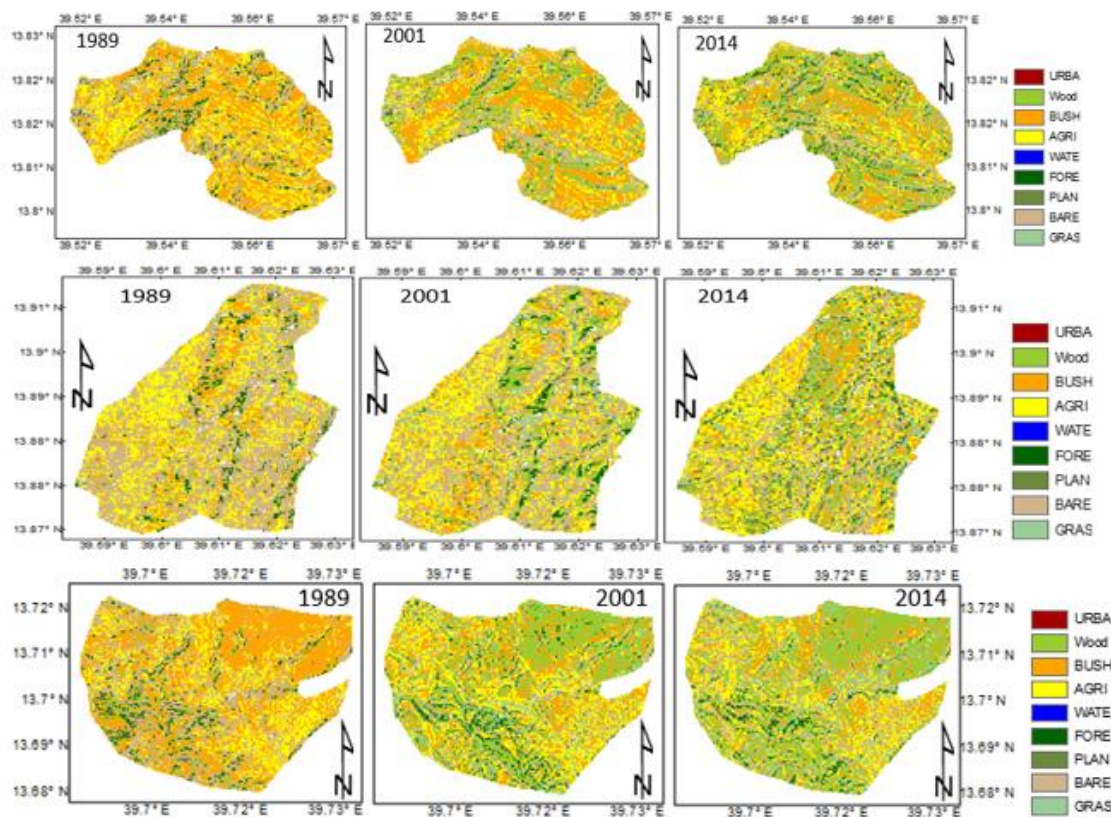 39.52° E 39.54° E 39.56° E 39.57° E 39.52° E 39.54° E 39.56° E 39.57° E 39.52° E 39.54° E 39.56° E 39.57° E
1989 2001 2014
N N N
13.83° N
13.82° N 13.82° N
13.82° N 13.82° N
13.81° N 13.81° N
13.8° N 13.8° N
39.52° E 39.54° E 39.56° E 39.57° E 39.52° E 39.54° E 39.56° E 39.57° E 39.52° E 39.54° E 39.56° E 39.57° E
URBA
Wood
BUSH
AGRI
WATE
FORE
PLAN
BARE
GRAS
39.59° E 39.6° E 39.61° E 39.62° E 39.63° E 39.59° E 39.6° E 39.61° E 39.62° E 39.63° E 39.59° E 39.6° E 39.61° E 39.62° E 39.63° E
1989 2001 2014
N N N
13.91° N 13.91° N
13.9° N 13.9° N
13.89° N 13.89° N
13.88° N 13.88° N
13.88° N 13.88° N
13.87° N 13.87° N
39.59° E 39.6° E 39.61° E 39.62° E 39.63° E 39.59° E 39.6° E 39.61° E 39.62° E 39.63° E 39.59° E 39.6° E 39.61° E 39.62° E 39.63° E
URBA
Wood
BUSH
AGRI
WATE
FORE
PLAN
BARE
GRAS
39.7° E 39.72° E 39.73° E 39.7° E 39.72° E 39.73° E 39.7° E 39.72° E 39.73° E
1989 2001 2014
N N N
13.72° N 13.72° N
13.71° N 13.71° N
13.7° N 13.7° N
13.69° N 13.69° N
13.68° N 13.68° N
39.7° E 39.72° E 39.73° E 39.7° E 39.72° E 39.73° E 39.7° E 39.72° E 39.73° E
URBA
Wood
BUSH
AGRI
WATE
FORE
PLAN
BARE
GRAS